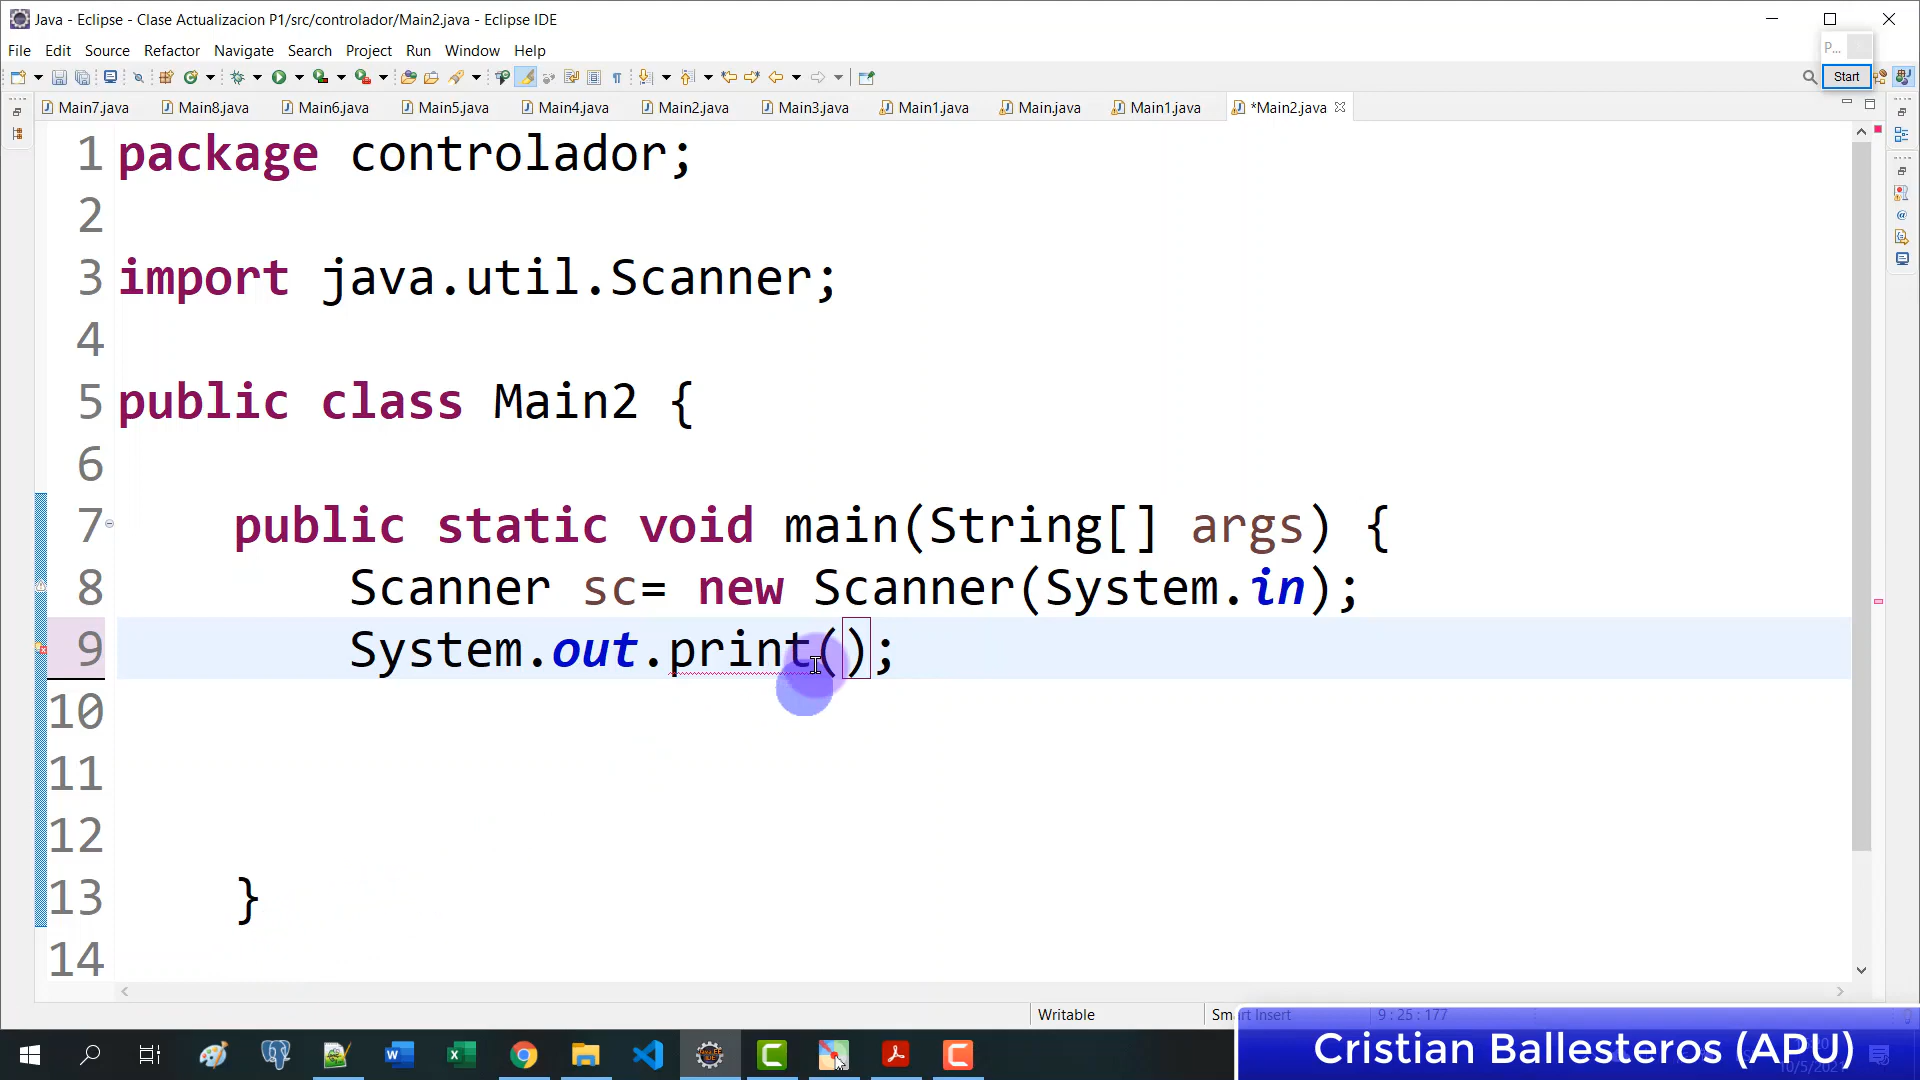 Java - Eclipse - Clase Actualizacion P1/src/controlador/Main2.java - Eclipse IDE
File Edit Source Refactor Navigate Search Project Run Window Help
P...
Start
Main7.java Main8.java Main6.java Main5.java Main4.java Main2.java Main3.java Main1.java Main.java Main1.java *Main2.java
1 package controlador;
2
3 import java.util.Scanner;
4
5 public class Main2 {
6
7 public static void main(String[] args) {
8 Scanner sc= new Scanner(System.in);
9 System.out.print();
10
11
12
13 }
14
Writable Smart Insert 9 : 25 : 177
Cristian Ballesteros (APU)